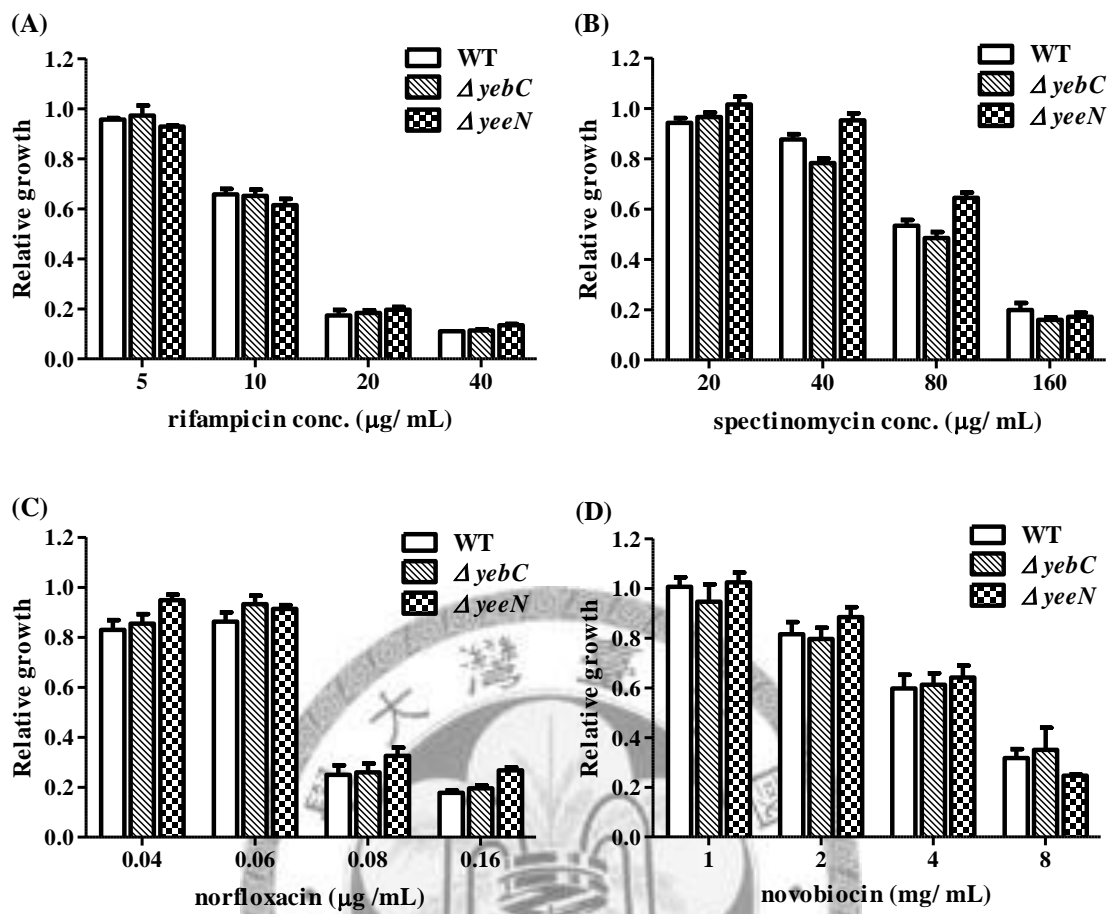 (A)
1.2
1.0
0.8
0.6
0.4
0.2
0.0
Relative growth
WT
Δ yebC
Δ yeeN
5 10 20 40
rifampicin conc. (μg/ mL)
(B)
1.2
1.0
0.8
0.6
0.4
0.2
0.0
Relative growth
WT
Δ yebC
Δ yeeN
20 40 80 160
spectinomycin conc. (μg/ mL)
(C)
1.2
1.0
0.8
0.6
0.4
0.2
0.0
Relative growth
WT
Δ yebC
Δ yeeN
0.04 0.06 0.08 0.16
norfloxacin (μg /mL)
(D)
1.2
1.0
0.8
0.6
0.4
0.2
0.0
Relative growth
WT
Δ yebC
Δ yeeN
1 2 4 8
novobiocin (mg/ mL)
大灣